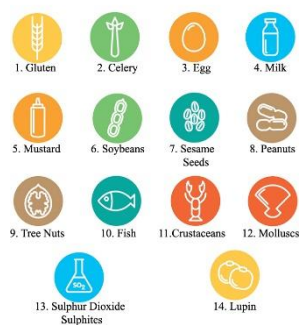 1. Gluten
2. Celery
3. Egg
4. Milk
5. Mustard
6. Soybeans
7. Sesame
Seeds
8. Peanuts
9. Tree Nuts
10. Fish
11.Crustaceans
12. Molluscs
SO2
13. Sulphur Dioxide
Sulphites
14. Lupin